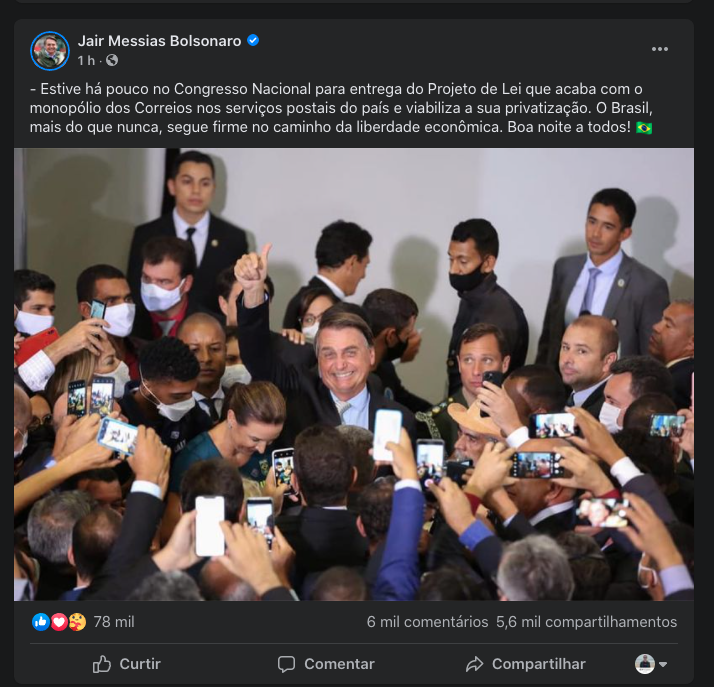 Jair Messias Bolsonaro
1 h ·
- Estive há pouco no Congresso Nacional para entrega do Projeto de Lei que acaba com o
monopólio dos Correios nos serviços postais do país e viabiliza a sua privatização. O Brasil,
mais do que nunca, segue firme no caminho da liberdade econômica. Boa noite a todos! 🇧🇷
78 mil
6 mil comentários 5,6 mil compartilhamentos
Curtir
Comentar
Compartilhar